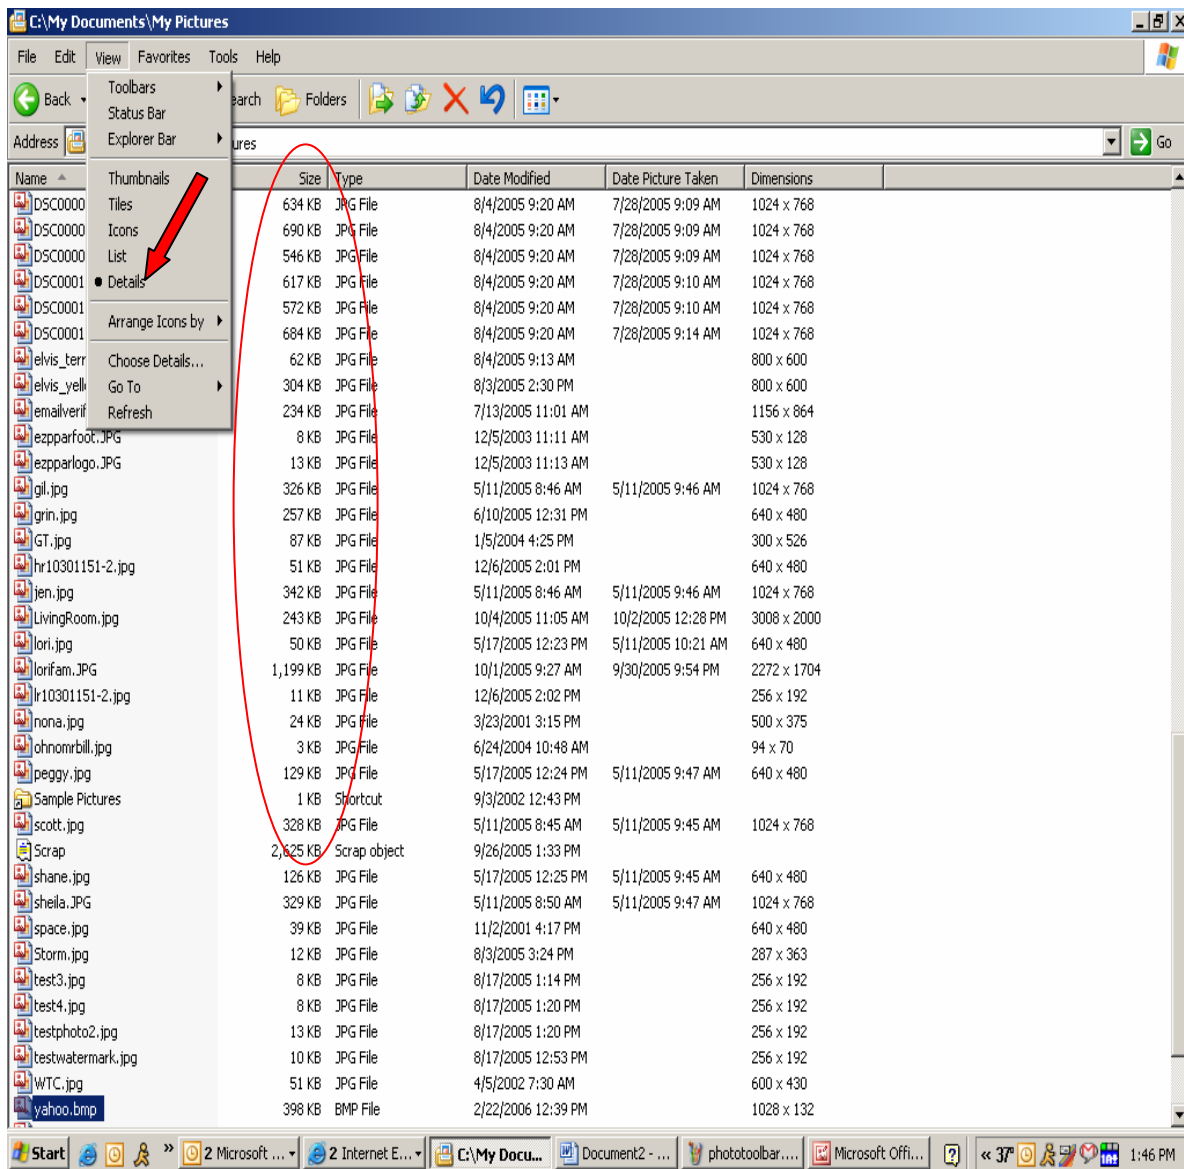 C:\My Documents\My Pictures
File Edit View Favorites Tools Help
Back earch Folders
Address ures Go
Toolbars
Status Bar
Explorer Bar
Thumbnails
Tiles
Icons
List
Details
Arrange Icons by
Choose Details...
Go To
Refresh
Name Size Type Date Modified Date Picture Taken Dimensions
DSC0000 634 KB JPG File 8/4/2005 9:20 AM 7/28/2005 9:09 AM 1024 x 768
DSC0000 690 KB JPG File 8/4/2005 9:20 AM 7/28/2005 9:09 AM 1024 x 768
DSC0000 546 KB JPG File 8/4/2005 9:20 AM 7/28/2005 9:09 AM 1024 x 768
DSC0001 617 KB JPG File 8/4/2005 9:20 AM 7/28/2005 9:10 AM 1024 x 768
DSC0001 572 KB JPG File 8/4/2005 9:20 AM 7/28/2005 9:10 AM 1024 x 768
DSC0001 684 KB JPG File 8/4/2005 9:20 AM 7/28/2005 9:14 AM 1024 x 768
elvis_terr 62 KB JPG File 8/4/2005 9:13 AM 800 x 600
elvis_yell 304 KB JPG File 8/3/2005 2:30 PM 800 x 600
emailverif 234 KB JPG File 7/13/2005 11:01 AM 1156 x 864
ezpparfoot.JPG 8 KB JPG File 12/5/2003 11:11 AM 530 x 128
ezpparlogo.JPG 13 KB JPG File 12/5/2003 11:13 AM 530 x 128
gil.jpg 326 KB JPG File 5/11/2005 8:46 AM 5/11/2005 9:46 AM 1024 x 768
grin.jpg 257 KB JPG File 6/10/2005 12:31 PM 640 x 480
GT.jpg 87 KB JPG File 1/5/2004 4:25 PM 300 x 526
hr10301151-2.jpg 51 KB JPG File 12/6/2005 2:01 PM 640 x 480
jen.jpg 342 KB JPG File 5/11/2005 8:46 AM 5/11/2005 9:46 AM 1024 x 768
LivingRoom.jpg 243 KB JPG File 10/4/2005 11:05 AM 10/2/2005 12:28 PM 3008 x 2000
lori.jpg 50 KB JPG File 5/17/2005 12:23 PM 5/11/2005 10:21 AM 640 x 480
lorifam.JPG 1,199 KB JPG File 10/1/2005 9:27 AM 9/30/2005 9:54 PM 2272 x 1704
lr10301151-2.jpg 11 KB JPG File 12/6/2005 2:02 PM 256 x 192
nona.jpg 24 KB JPG File 3/23/2001 3:15 PM 500 x 375
ohnomrbill.jpg 3 KB JPG File 6/24/2004 10:48 AM 94 x 70
peggy.jpg 129 KB JPG File 5/17/2005 12:24 PM 5/11/2005 9:47 AM 640 x 480
Sample Pictures 1 KB Shortcut 9/3/2002 12:43 PM
scott.jpg 328 KB JPG File 5/11/2005 8:45 AM 5/11/2005 9:45 AM 1024 x 768
Scrap 2,625 KB Scrap object 9/26/2005 1:33 PM
shane.jpg 126 KB JPG File 5/17/2005 12:25 PM 5/11/2005 9:45 AM 640 x 480
sheila.JPG 329 KB JPG File 5/11/2005 8:50 AM 5/11/2005 9:47 AM 1024 x 768
space.jpg 39 KB JPG File 11/2/2001 4:17 PM 640 x 480
Storm.jpg 12 KB JPG File 8/3/2005 3:24 PM 287 x 363
test3.jpg 8 KB JPG File 8/17/2005 1:14 PM 256 x 192
test4.jpg 8 KB JPG File 8/17/2005 1:20 PM 256 x 192
testphoto2.jpg 13 KB JPG File 8/17/2005 1:20 PM 256 x 192
testwatermark.jpg 10 KB JPG File 8/17/2005 12:53 PM 256 x 192
WTC.jpg 51 KB JPG File 4/5/2002 7:30 AM 600 x 430
yahoo.bmp 398 KB BMP File 2/22/2006 12:39 PM 1028 x 132
Start » 2 Microsoft ... 2 Internet E... C:\My Docu... Document2 - ... phototoolbar.... Microsoft Offi... « 37° 1:46 PM